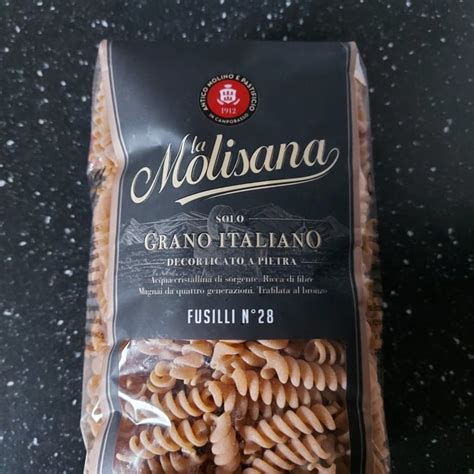 ANTICO MOLINO E PASTIFICIO
1912
IN CAMPOBASSO
la
Molisana
SOLO
GRANO ITALIANO
DECORTICATO A PIETRA
Acqua cristallina di sorgente. Ricca di fibre
Mugnai da quattro generazioni. Trafilata al bronzo
FUSILLI N°28